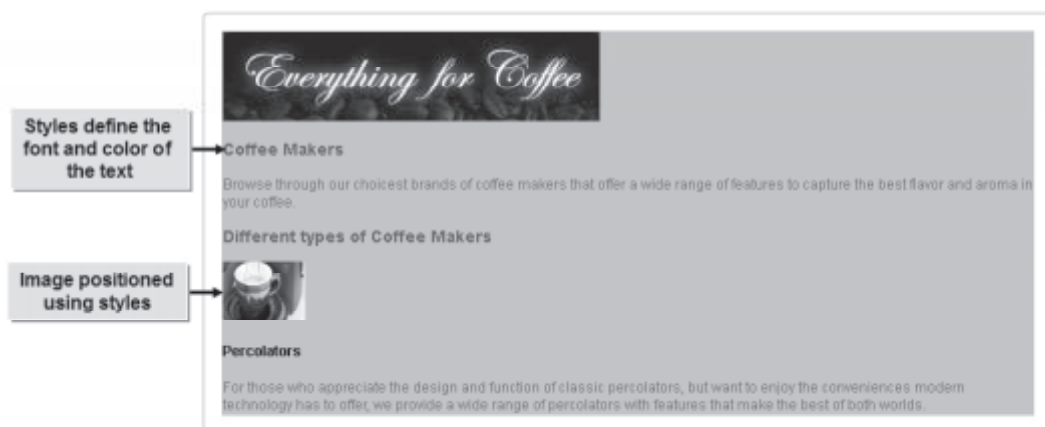 Everything for Coffee
Styles define the
font and color of
the text
Coffee Makers
Browse through our choicest brands of coffee makers that offer a wide range of features to capture the best flavor and aroma in
your coffee.
Different types of Coffee Makers
Image positioned
using styles
Percolators
For those who appreciate the design and function of classic percolators, but want to enjoy the conveniences modern
technology has to offer, we provide a wide range of percolators with features that make the best of both worlds.